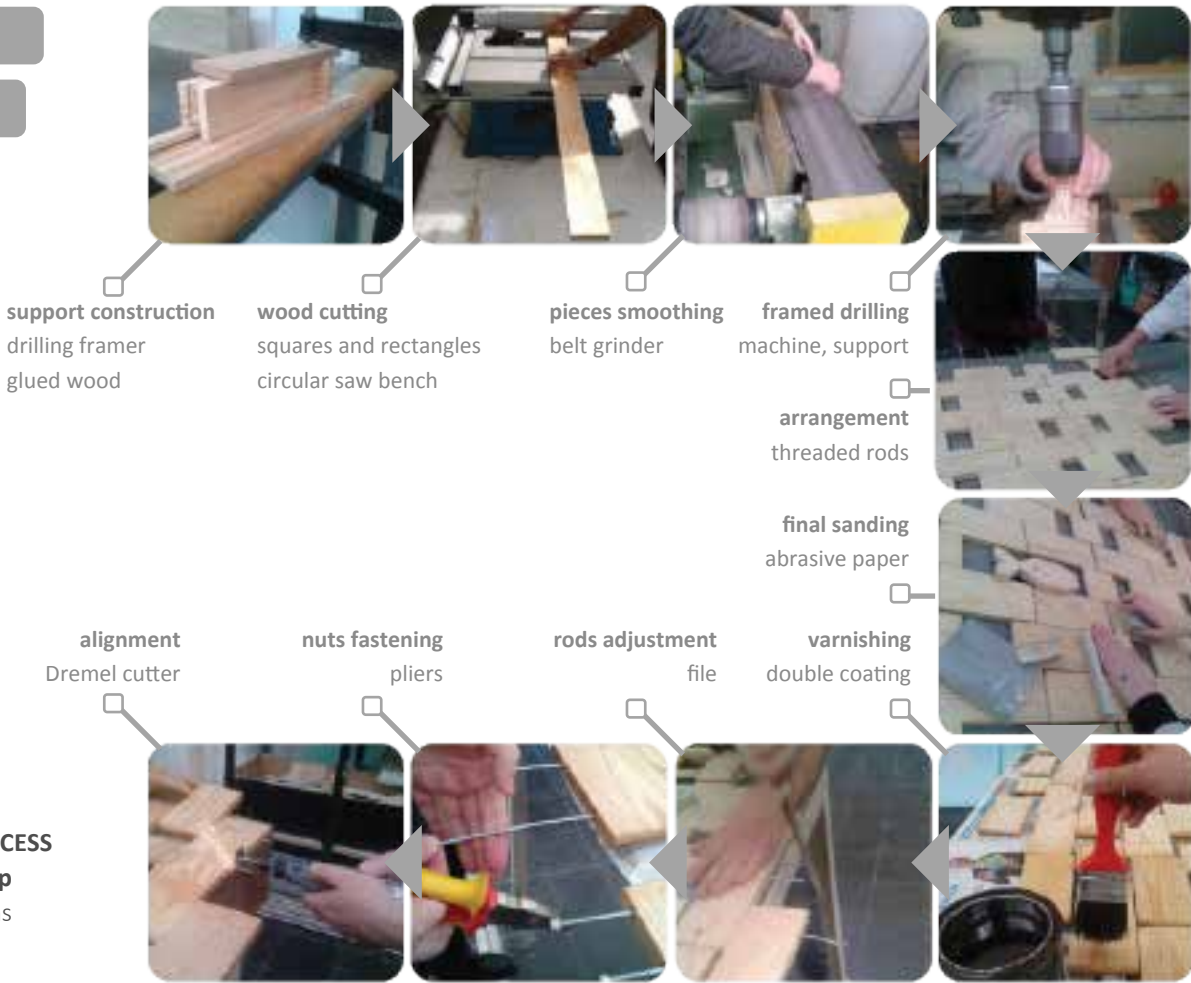 support construction
drilling framer
glued wood
wood cutting
squares and rectangles
circular saw bench
pieces smoothing
belt grinder
framed drilling
machine, support
arrangement
threaded rods
final sanding
abrasive paper
varnishing
double coating
rods adjustment
file
nuts fastening
pliers
alignment
Dremel cutter
CESS
p
s